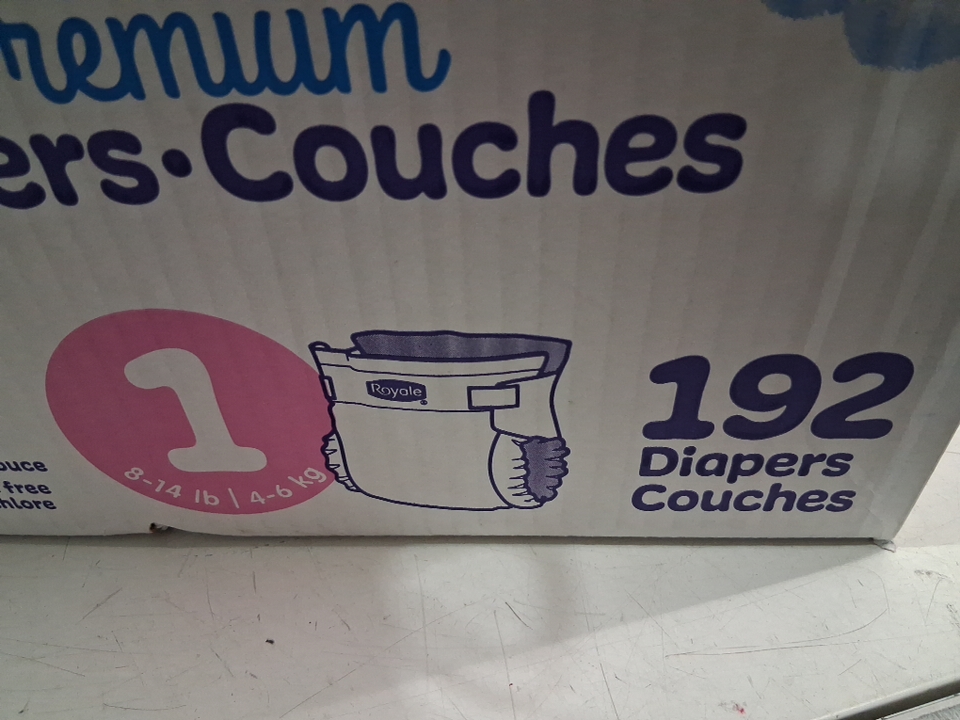 remium
ers·Couches
1
8-14 lb | 4-6 kg
Royale
192
Diapers
Couches
ouce
free
hlore